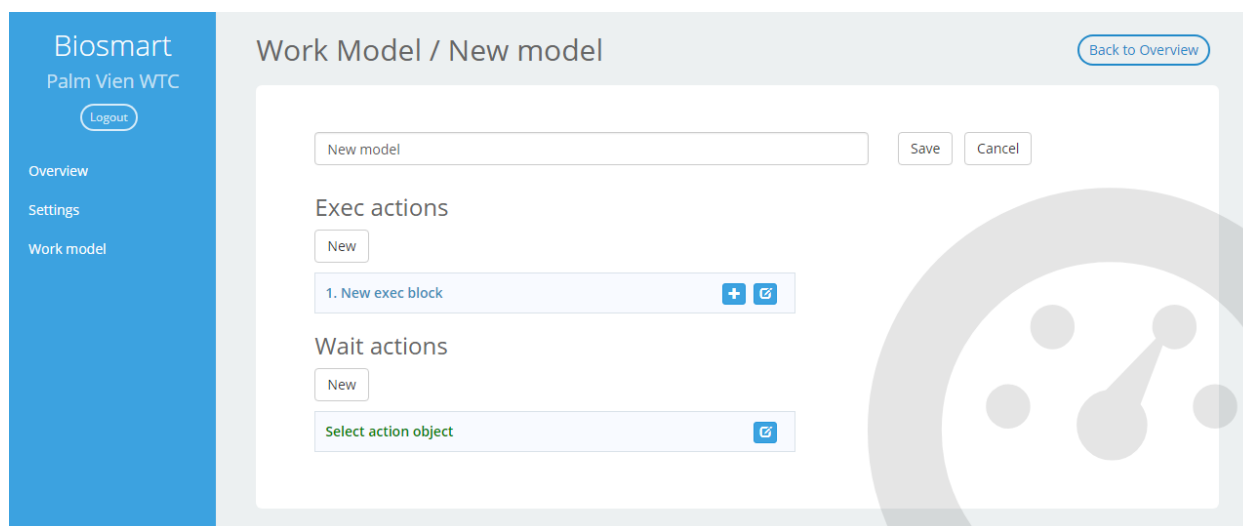 Biosmart
Palm Vien WTC
Logout
Overview
Settings
Work model
Work Model / New model
Back to Overview
New model
Save
Cancel
Exec actions
New
1. New exec block
Wait actions
New
Select action object